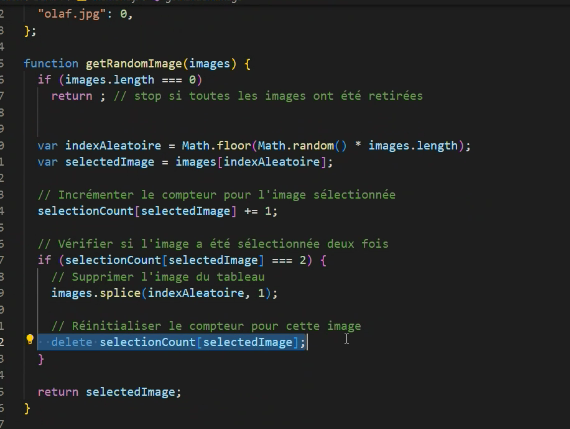 "olaf.jpg": 0,
};
function getRandomImage(images) {
if (images.length === 0)
return ; // stop si toutes les images ont été retirées
var indexAleatoire = Math.floor(Math.random() * images.length);
var selectedImage = images[indexAleatoire];
// Incrémenter le compteur pour l'image sélectionnée
selectionCount[selectedImage] += 1;
// Vérifier si l'image a été sélectionnée deux fois
if (selectionCount[selectedImage] === 2) {
// Supprimer l'image du tableau
images.splice(indexAleatoire, 1);
// Réinitialiser le compteur pour cette image
delete selectionCount[selectedImage];
}
return selectedImage;
}